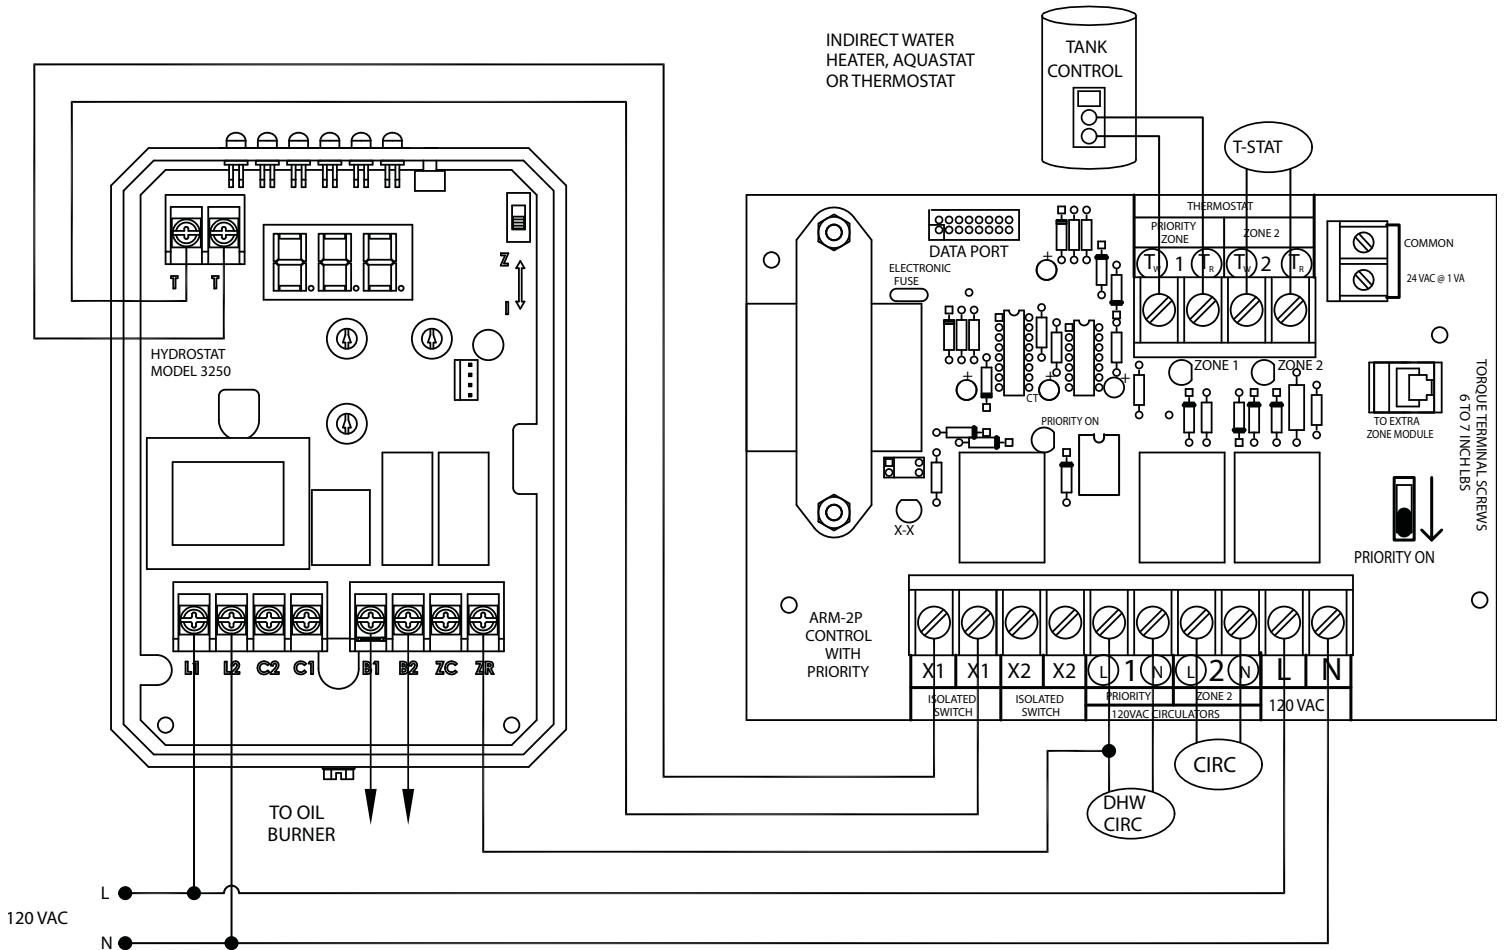 INDIRECT WATER
HEATER, AQUASTAT
OR THERMOSTAT
TANK
CONTROL
T-STAT
THERMOSTAT
PRIORITY
ZONE
ZONE 2
TW 1 TR TW 2 TR
COMMON
24 VAC @ 1 VA
DATA PORT
ELECTRONIC
FUSE
+
+
+
+
+
CT
ZONE 1
ZONE 2
PRIORITY ON
X-X
TO EXTRA
ZONE MODULE
PRIORITY ON
TORQUE TERMINAL SCREWS
6 TO 7 INCH LBS
T T
Z
I
HYDROSTAT
MODEL 3250
L1 L2 C2 C1 B1 B2 ZC ZR
ARM-2P
CONTROL
WITH
PRIORITY
X1 X1 X2 X2 L 1 N L 2 N L N
ISOLATED
SWITCH
ISOLATED
SWITCH
PRIORITY
ZONE 2
120VAC CIRCULATORS
120 VAC
CIRC
DHW
CIRC
TO OIL
BURNER
L
120 VAC
N